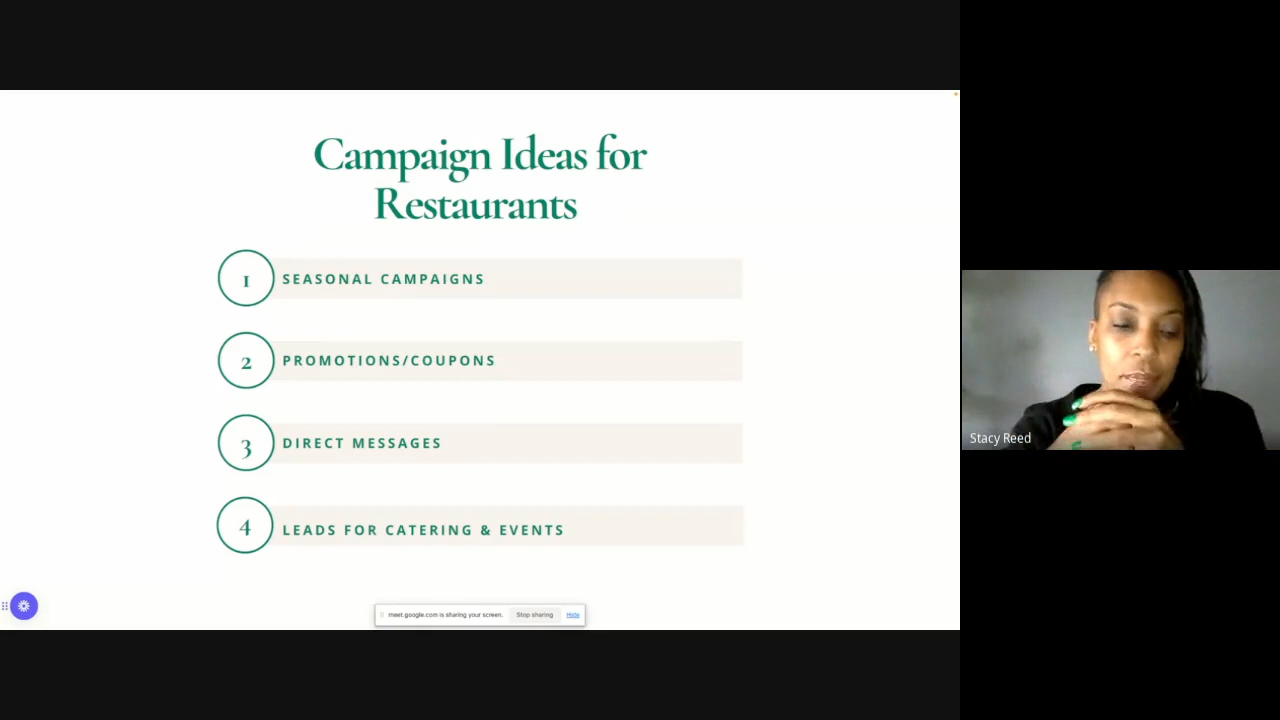 Campaign Ideas for
Restaurants
1
SEASONAL CAMPAIGNS
2
PROMOTIONS/COUPONS
3
DIRECT MESSAGES
4
LEADS FOR CATERING & EVENTS
meet.google.com is sharing your screen.
Stop sharing
Hide
Stacy Reed